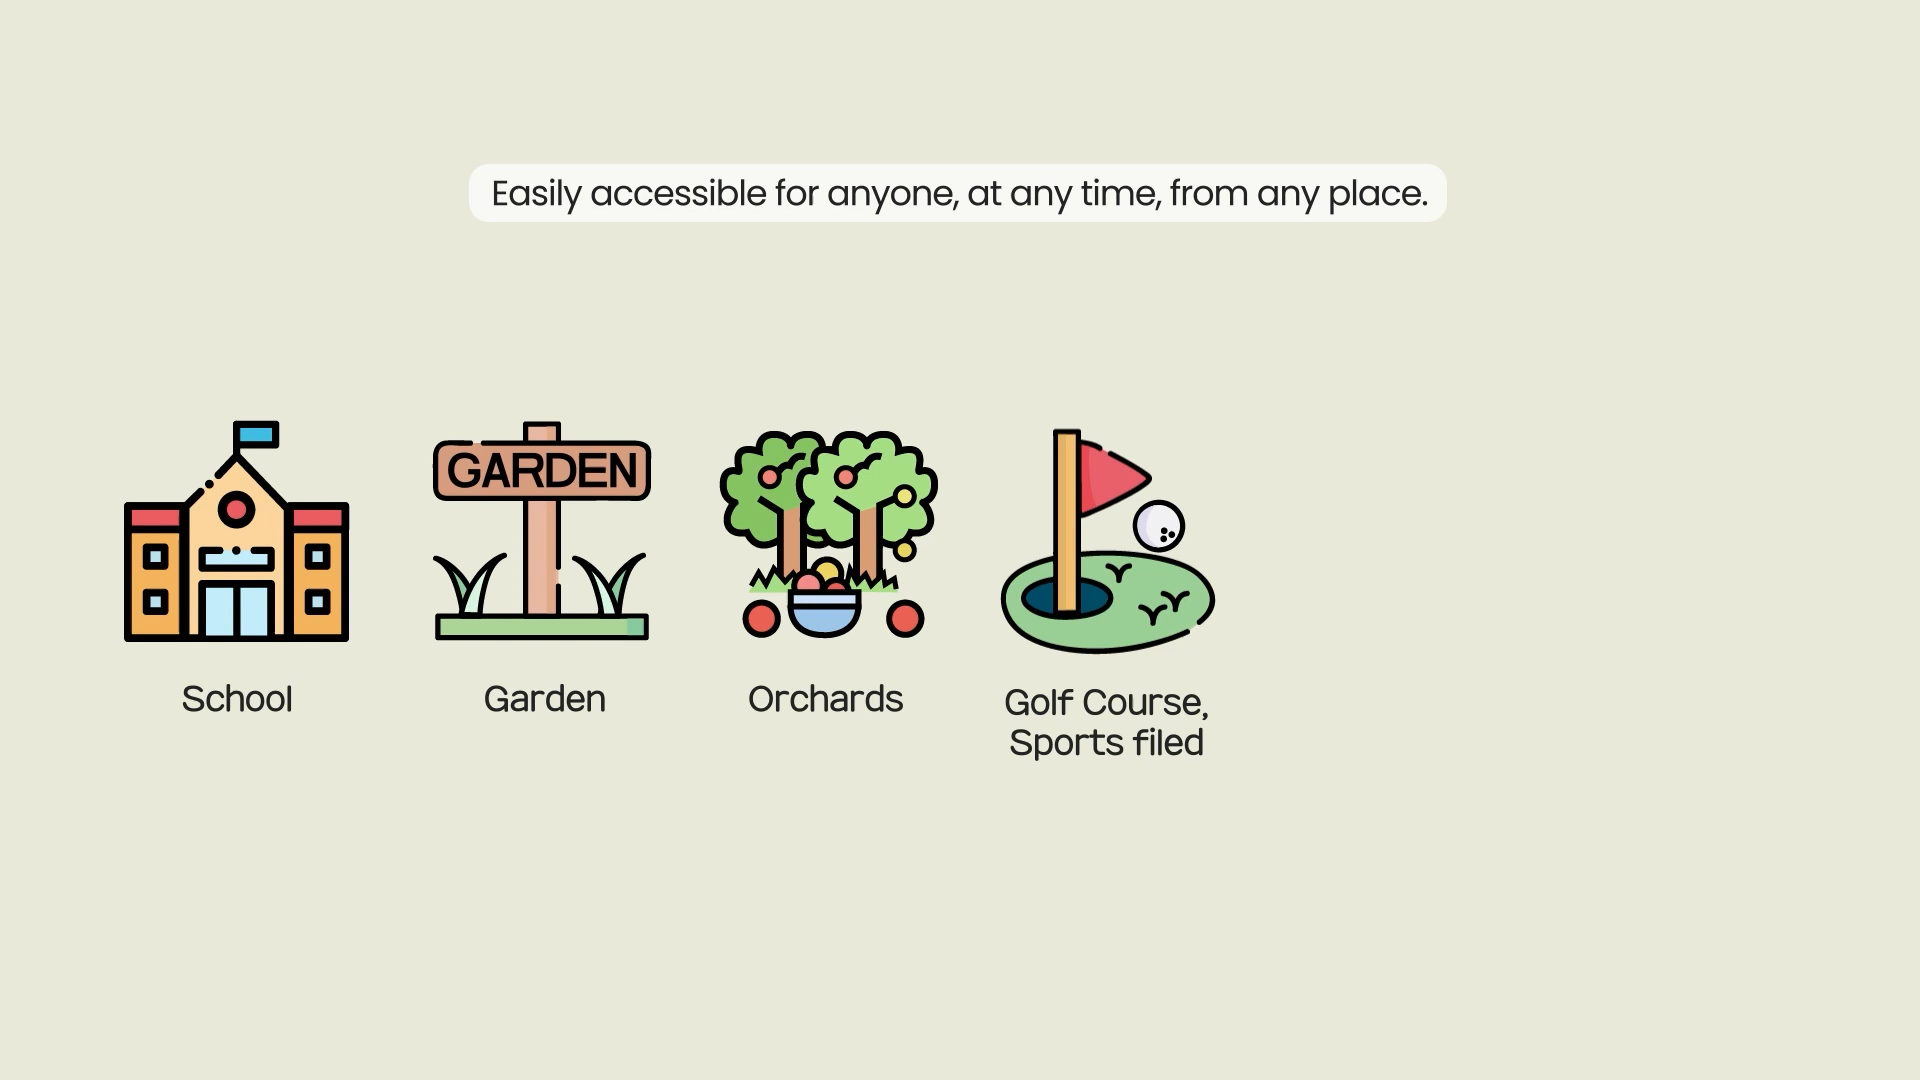 Easily accessible for anyone, at any time, from any place.
GARDEN
School
Garden
Orchards
Golf Course,
Sports filed